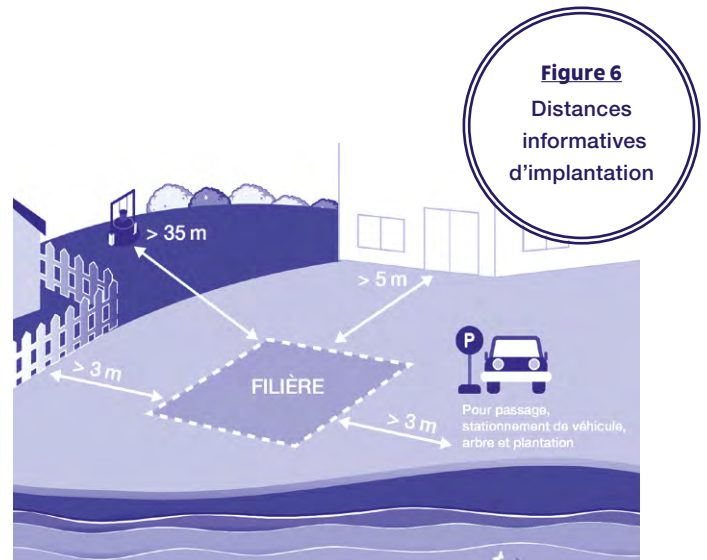 Figure 6
Distances
informatives
d'implantation
> 35 m
> 5 m
> 3 m
FILIÈRE
P
> 3 m
Pour passage,
stationnement de véhicule,
arbre et plantation